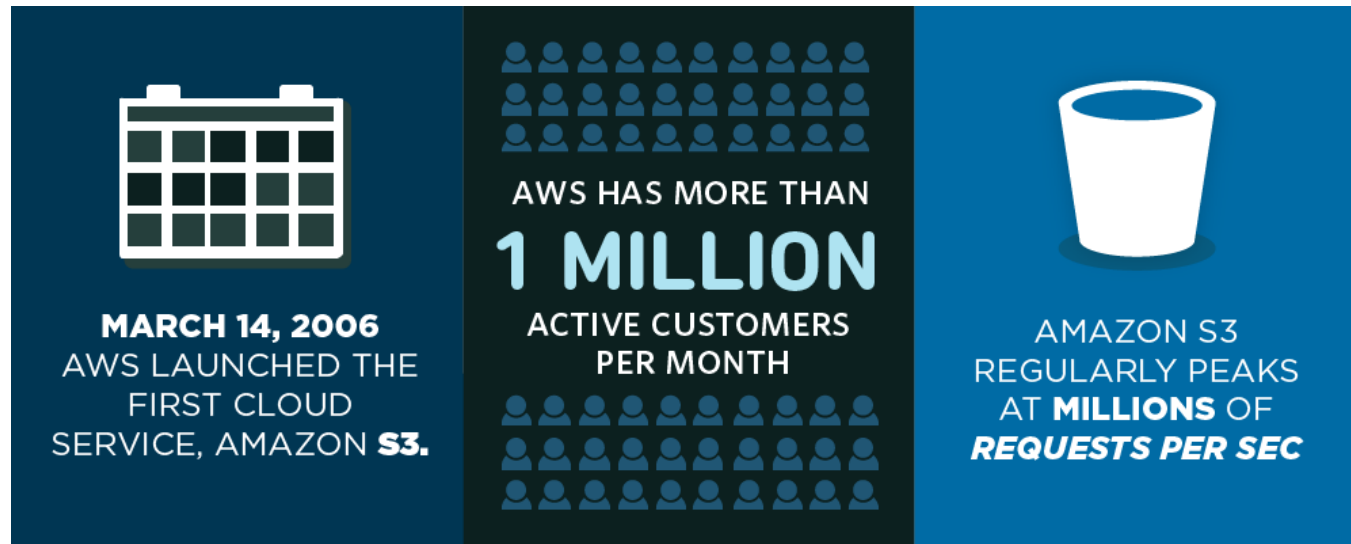 MARCH 14, 2006
AWS LAUNCHED THE
FIRST CLOUD
SERVICE, AMAZON S3.
AWS HAS MORE THAN
1 MILLION
ACTIVE CUSTOMERS
PER MONTH
AMAZON S3
REGULARLY PEAKS
AT MILLIONS OF
REQUESTS PER SEC